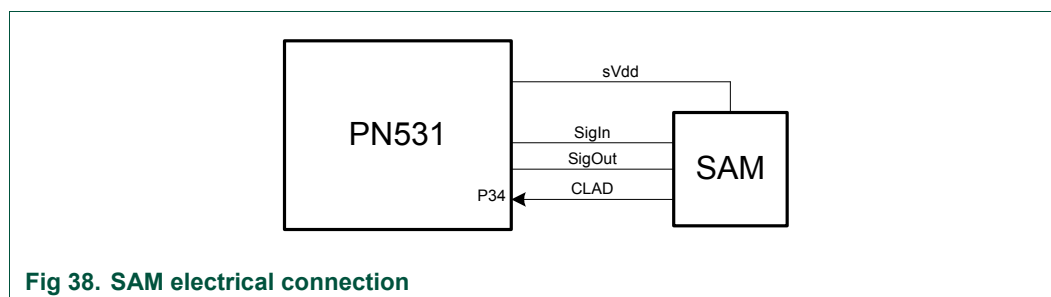 sVdd
PN531
SigIn
SigOut
SAM
CLAD
P34
Fig 38. SAM electrical connection